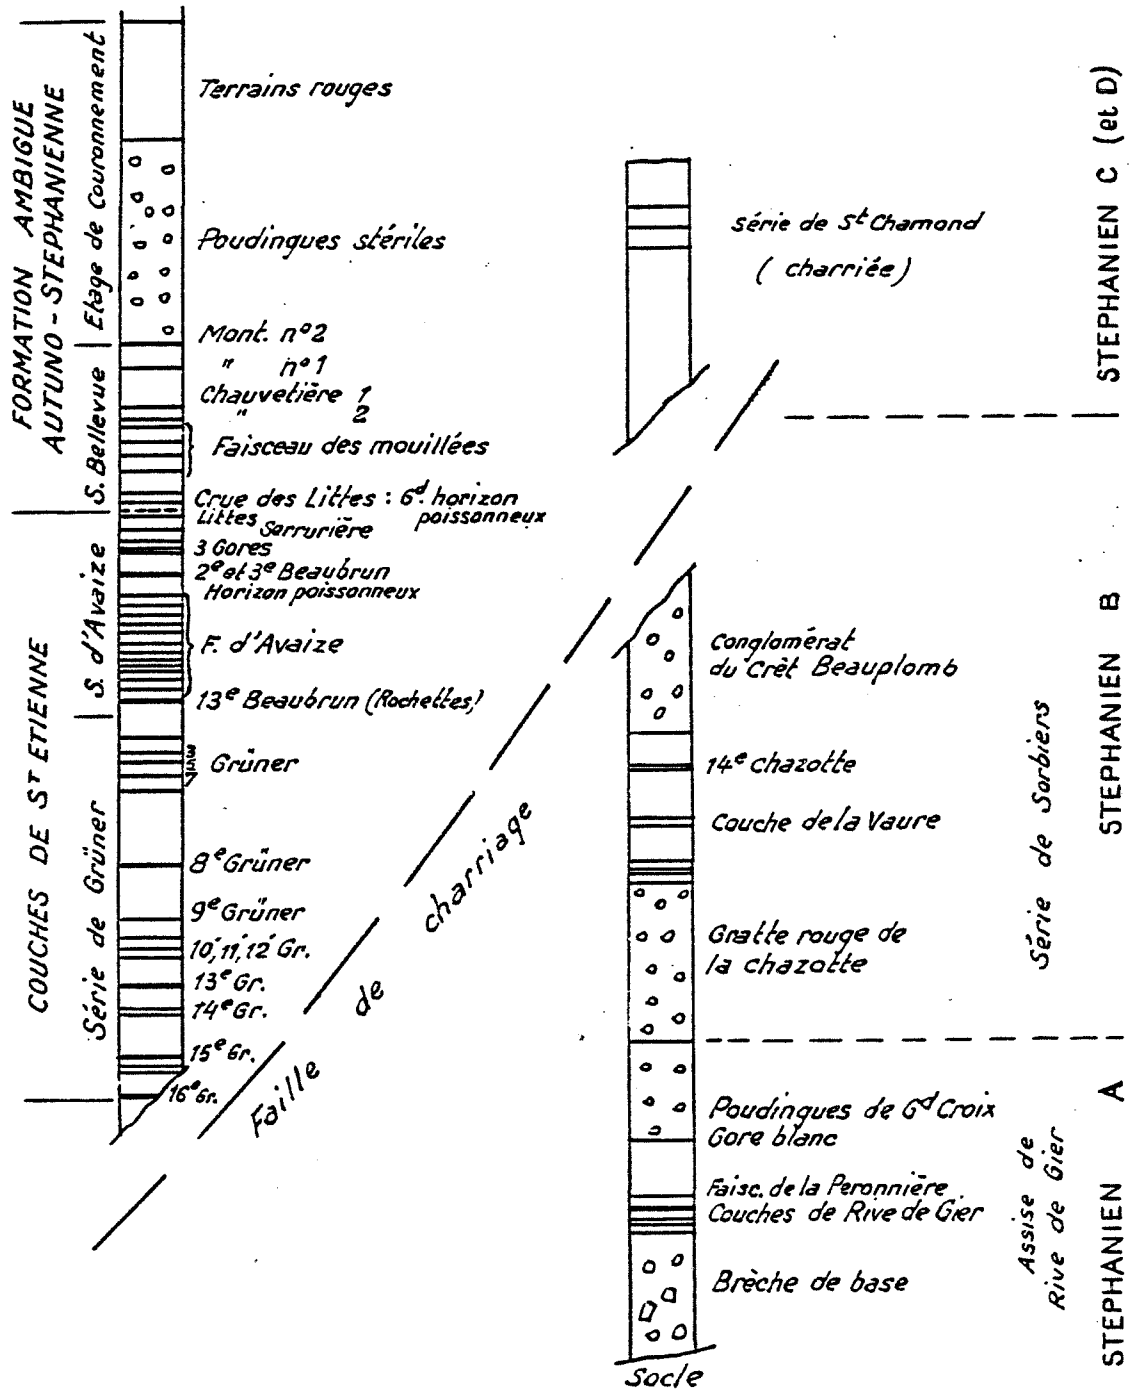 FORMATION AMBIGUE
AUTUNO-STEPHANIENNE
Etage de Couronnement
S. Bellevue
Terrains rouges
Poudingues stériles
Mont. n° 2
" n° 1
Chauvetière 1
" 2
Faisceau des mouillées
Crue des Littes : 6d. horizon
poissonneux
COUCHES DE ST ETIENNE
S. d'Avaize
Série de Grüner
Littes Serrurière
3 Gores
2e et 3e Beaubrun
Horizon poissonneux
F. d'Avaize
13e Beaubrun (Rochettes)
Grüner
8e Grüner
9e Grüner
10, 11, 12 Gr.
13e Gr.
14e Gr.
15e Gr.
16e Gr.
Faille de charriage
Série de St Chamond
(charriée)
STEPHANIEN C (et D)
Conglomérat
du Crêt Beauplomb
14e Chazotte
Couche de la Vaure
Gratte rouge de
la chazotte
Série de Sorbiers
STEPHANIEN B
Poudingues de Gd Croix
Gore blanc
Faisc. de la Peronnière
Couches de Rive de Gier
Brèche de base
Socle
Assise de
Rive de Gier
STEPHANIEN A